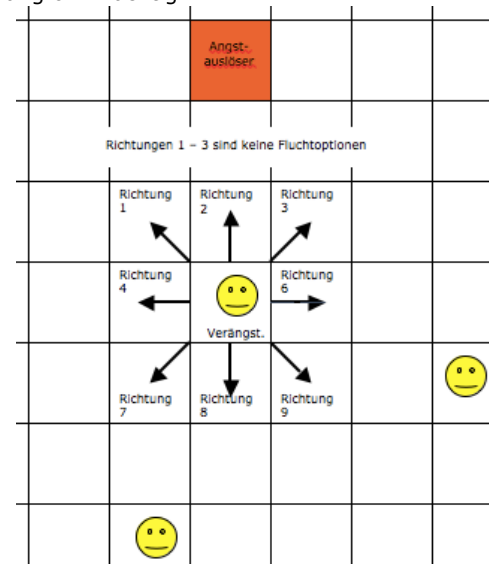 Angst-
auslöser
Richtungen 1 – 3 sind keine Fluchtoptionen
Richtung
1
Richtung
2
Richtung
3
Richtung
4
Richtung
6
Verängst.
Richtung
7
Richtung
8
Richtung
9